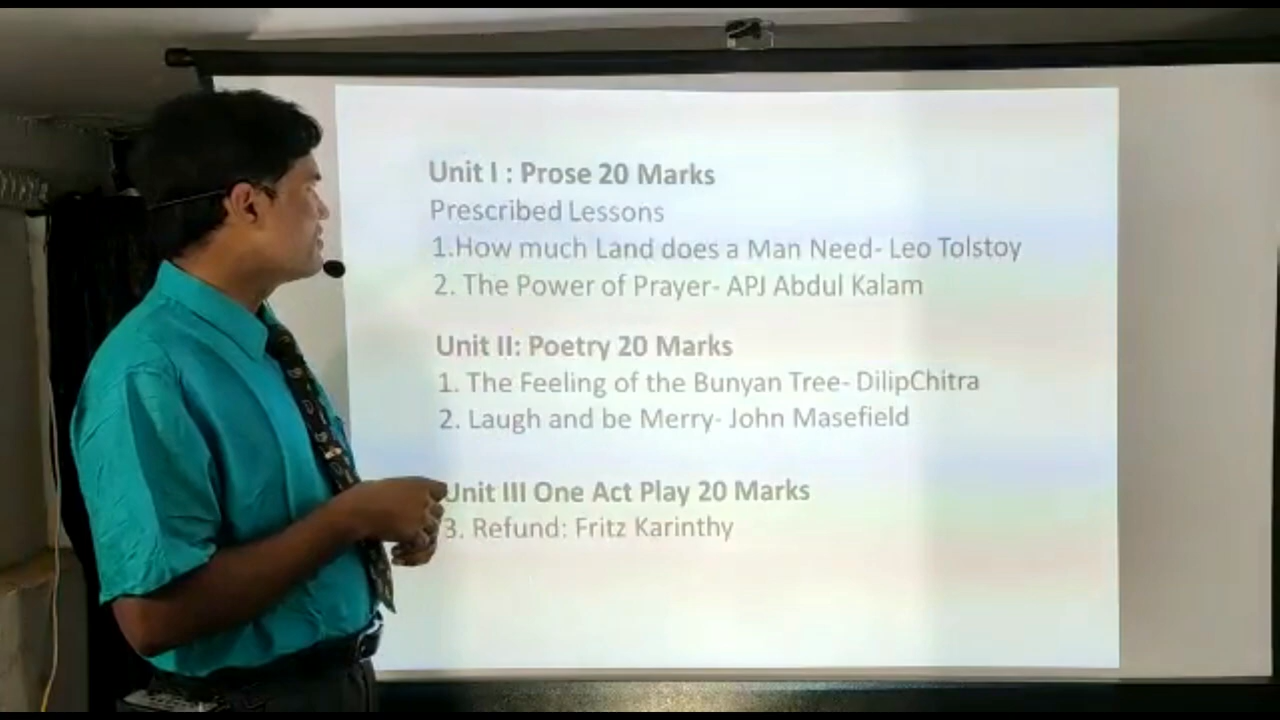 Unit I : Prose 20 Marks
Prescribed Lessons
1.How much Land does a Man Need- Leo Tolstoy
2. The Power of Prayer- APJ Abdul Kalam
Unit II: Poetry 20 Marks
1. The Feeling of the Bunyan Tree- DilipChitra
2. Laugh and be Merry- John Masefield
Unit III One Act Play 20 Marks
3. Refund: Fritz Karinthy